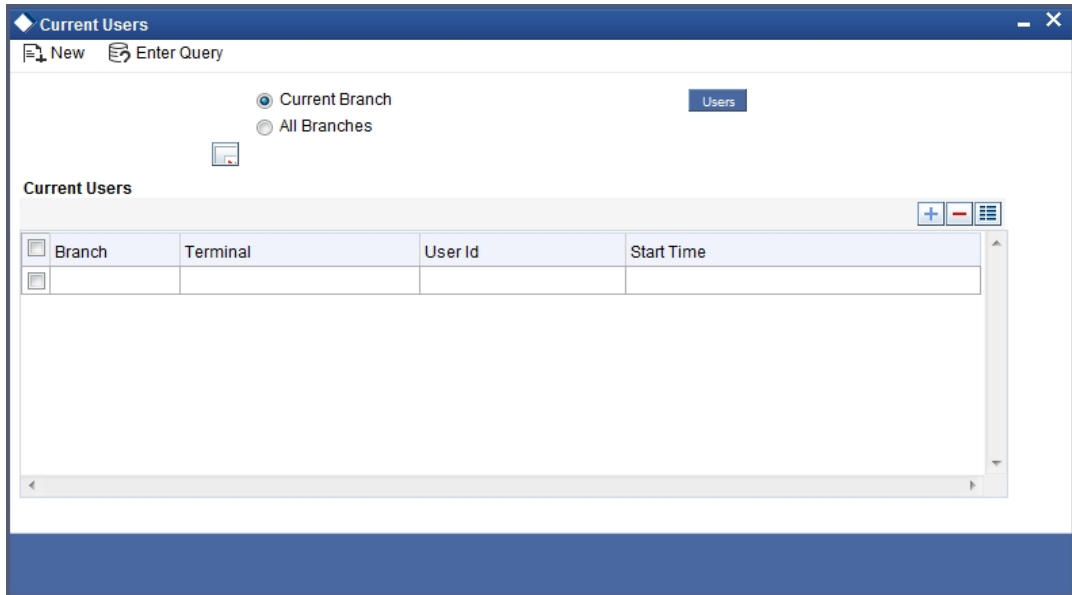 Current Users
New Enter Query
Current Branch Users
All Branches
Current Users
Branch Terminal User Id Start Time